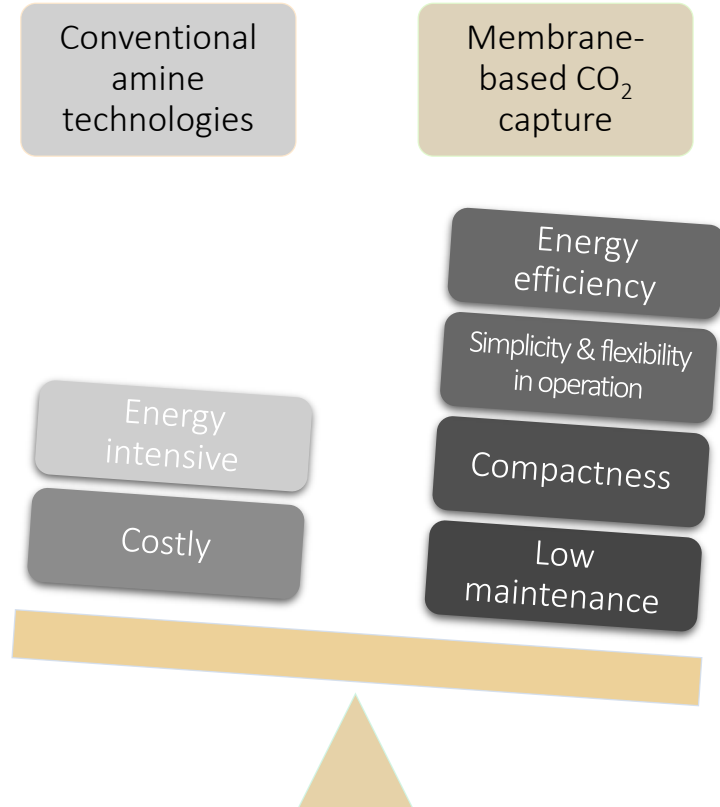 Conventional
amine
technologies
Membrane-
based CO₂
capture
Energy
efficiency
Simplicity & flexibility
in operation
Energy
intensive
Compactness
Costly
Low
maintenance